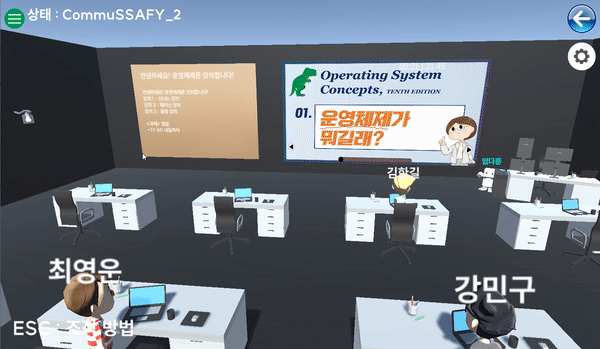 상태 : CommuSSAFY_2
안녕하세요! 운영체제론 강의합니다!
Operating System
Concepts, TENTH EDITION
01. 운영체제가
뭐길래?
임다훈
김학길
최영운
강민구
ESC : 조작 방법